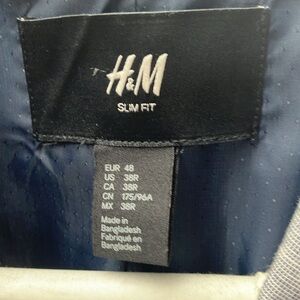 H&M
SLIM FIT
EUR 48
US 38R
CA 38R
CN 175/96A
MX 38R
Made in
Bangladesh
Fabriqué en
Bangladesh